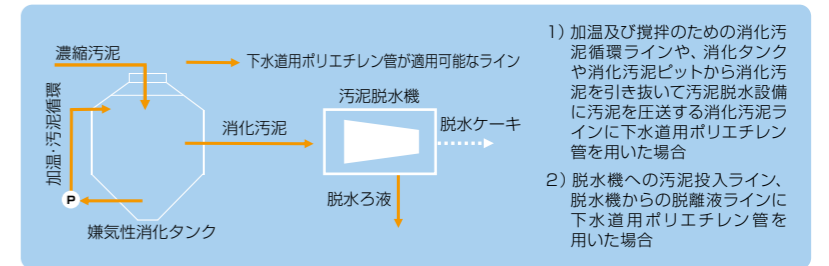 濃縮汚泥
下水道用ポリエチレン管が適用可能なライン
加温・汚泥循環
汚泥脱水機
消化汚泥
脱水ケーキ
P
脱水ろ液
嫌気性消化タンク
1）加温及び撹拌のための消化汚
泥循環ラインや、消化タンク
や消化汚泥ピットから消化汚
泥を引き抜いて汚泥脱水設備
に汚泥を圧送する消化汚泥ラ
インに下水道用ポリエチレン
管を用いた場合
2）脱水機への汚泥投入ライン、
脱水機からの脱離液ラインに
下水道用ポリエチレン管を
用いた場合